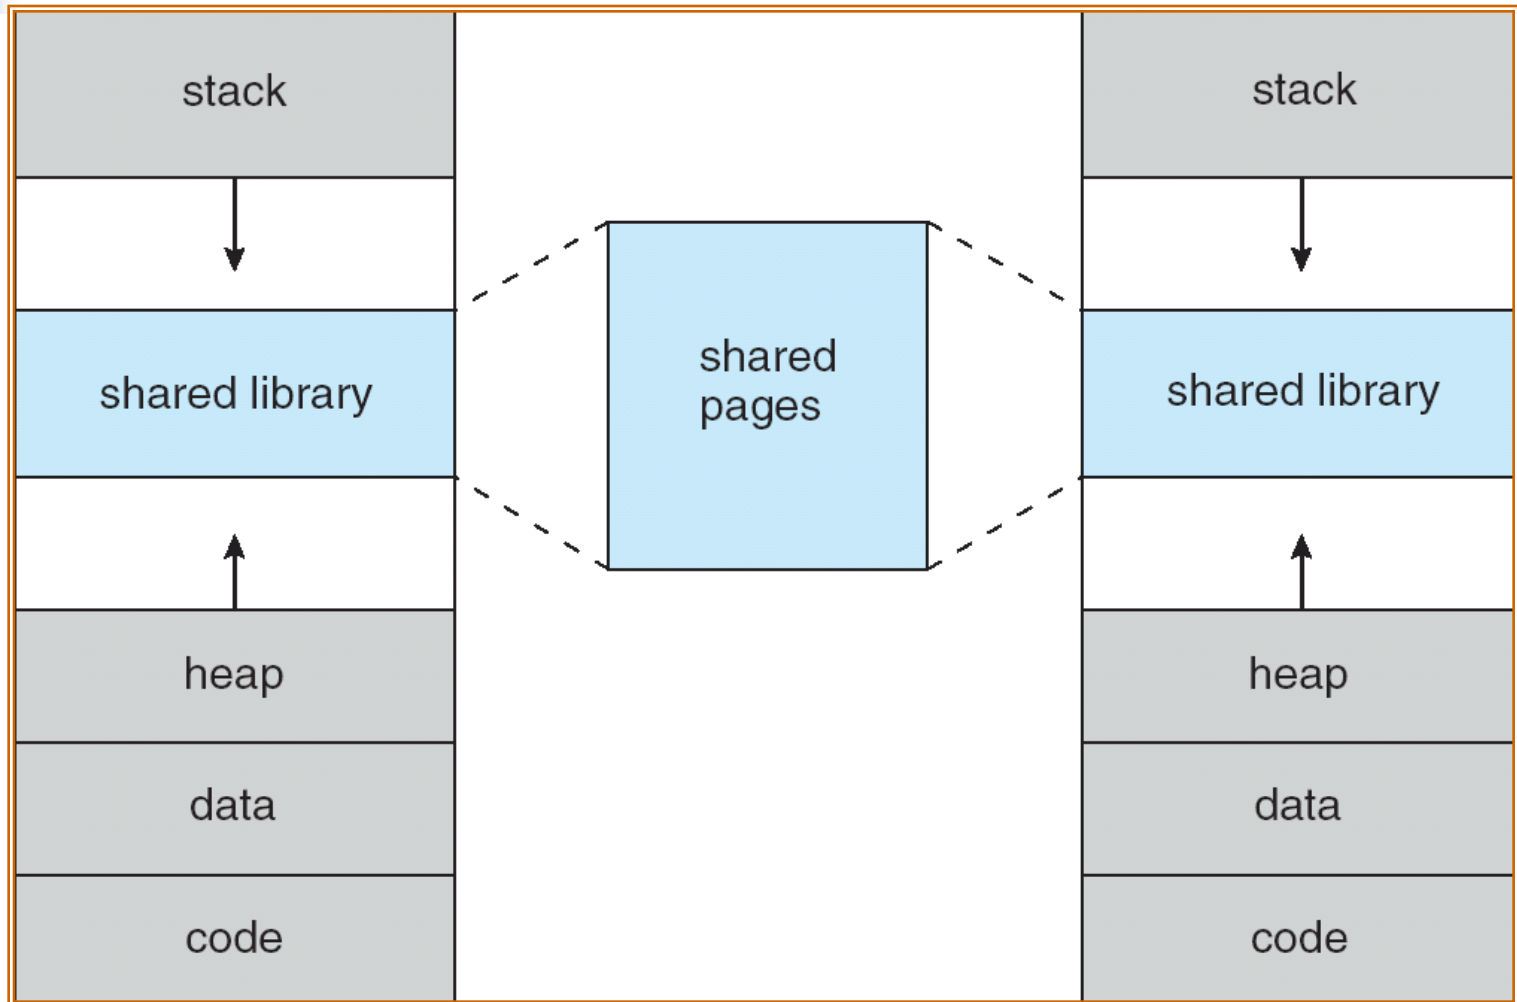 stack
shared library
heap
data
code
shared
pages
stack
shared library
heap
data
code